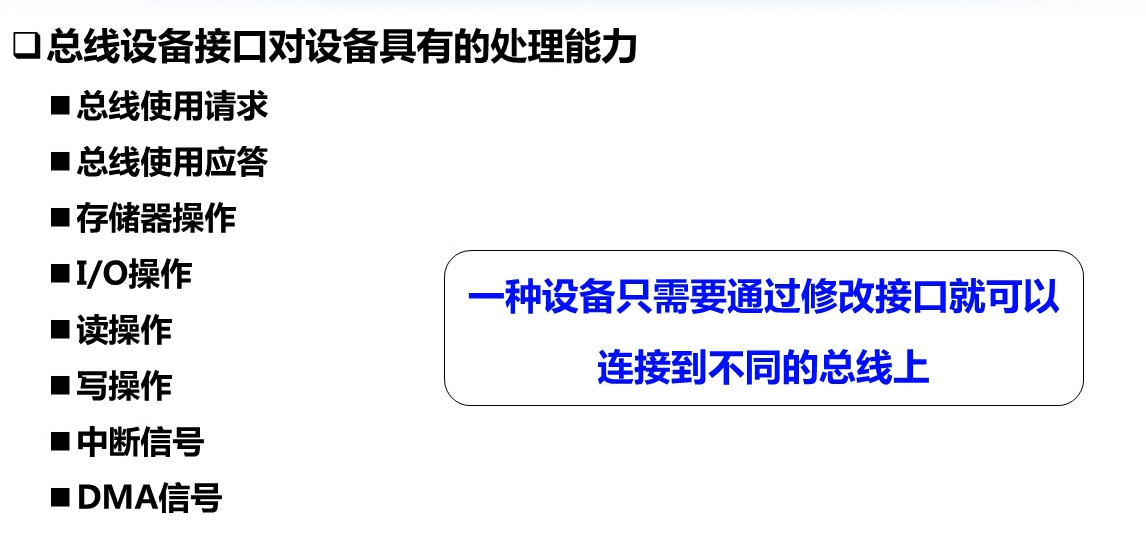 ❑总线设备接口对设备具有的处理能力
■总线使用请求
■总线使用应答
■存储器操作
■I/O操作
■读操作
■写操作
■中断信号
■DMA信号
一种设备只需要通过修改接口就可以
连接到不同的总线上